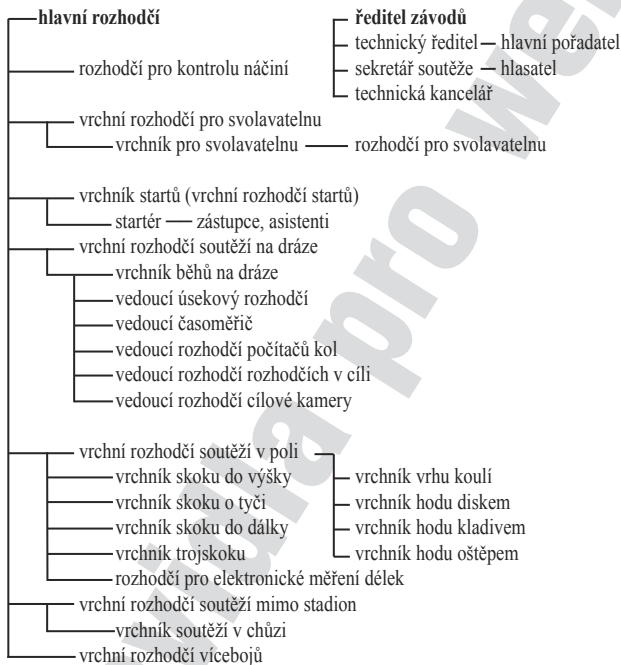 hlavní rozhodčí
ředitel závodů
technický ředitel — hlavní pořadatel
rozhodčí pro kontrolu náčiní
sekretář soutěže — hlasatel
technická kancelář
vrchní rozhodčí pro svolavatelnu
vrchník pro svolavatelnu — rozhodčí pro svolavatelnu
vrchník startů (vrchní rozhodčí startů)
startér — zástupce, asistenti
vrchní rozhodčí soutěží na dráze
vrchník běhů na dráze
vedoucí úsekový rozhodčí
vedoucí časoměřič
vedoucí rozhodčí počítačů kol
vedoucí rozhodčí rozhodčích v cíli
vedoucí rozhodčí cílové kamery
vrchní rozhodčí soutěží v poli
vrchník skoku do výšky
vrchník skoku o tyči
vrchník skoku do dálky
vrchník trojskoku
rozhodčí pro elektronické měření délek
vrchník vrhu koulí
vrchník hodu diskem
vrchník hodu kladivem
vrchník hodu oštěpem
vrchní rozhodčí soutěží mimo stadion
vrchník soutěží v chůzi
vrchní rozhodčí vícebojů